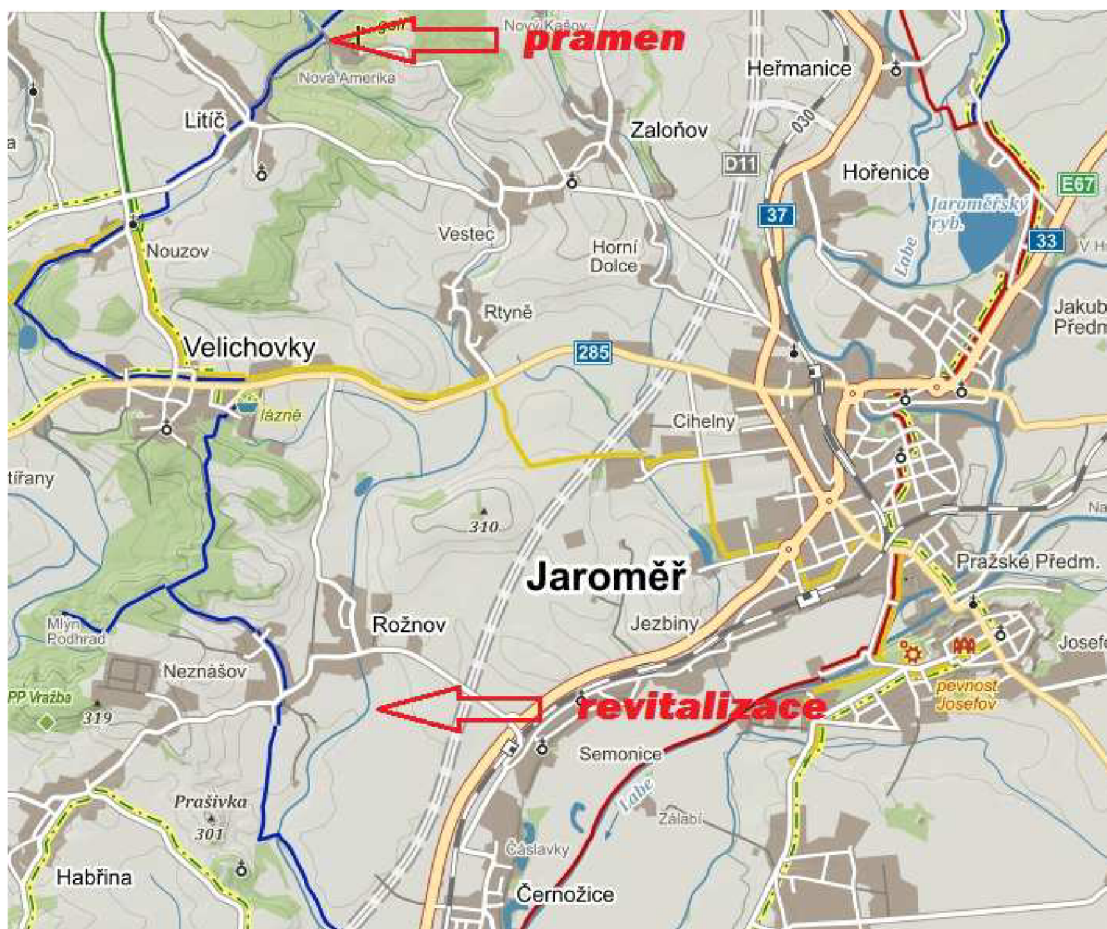 golf
pramen
Nový Kašov
Nová Amerika
Heřmanice
Litíč
Zaloňov
030
D11
Hořenice
E67
Jaroměřský
ryb.
37
Labe
33
Vestec
Nouzov
Horní
Dolce
Rtyně
Jakub
Předm.
Velichovky
285
lázně
Cihelny
tířany
310
Jaroměř
Pražské Předm.
Mlýn
Podhrad
Rožnov
Jezbiny
Josefo
Neznášov
pevnost
Josefov
PP Vražba
319
revitalizace
Semonice
Labe
Prašivka
301
Zálabí
Čáslavky
Habřina
Černožice